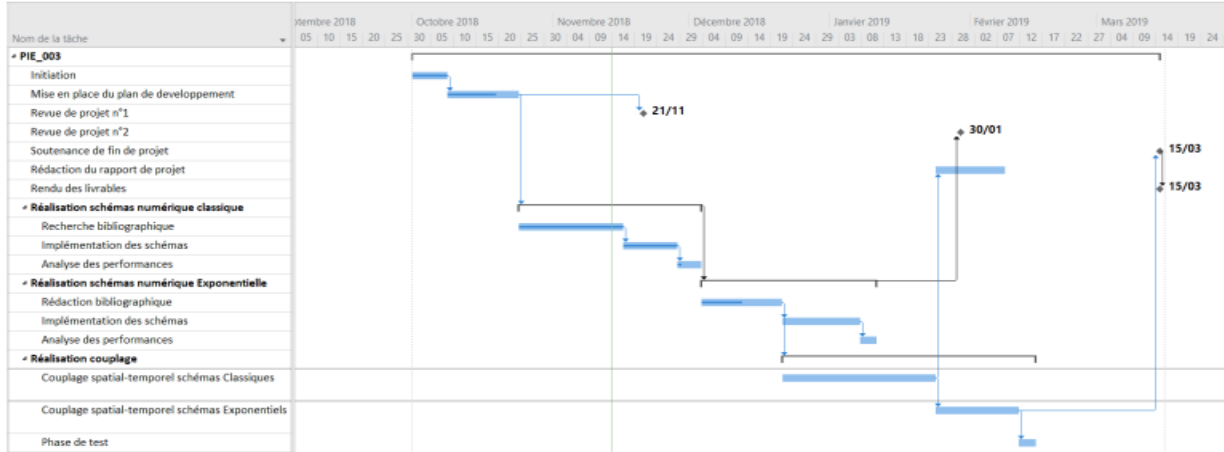 ptembre 2018 Octobre 2018 Novembre 2018 Décembre 2018 Janvier 2019 Février 2019 Mars 2019
Nom de la tâche 05 10 15 20 25 30 05 10 15 20 25 30 04 09 14 19 24 29 04 09 14 19 24 29 03 08 13 18 23 28 02 07 12 17 22 27 04 09 14 19 24
PIE_003
Initiation
Mise en place du plan de developpement
Revue de projet n°1 21/11
Revue de projet n°2 30/01
Soutenance de fin de projet 15/03
Rédaction du rapport de projet
Rendu des livrables 15/03
Réalisation schémas numérique classique
Recherche bibliographique
Implémentation des schémas
Analyse des performances
Réalisation schémas numérique Exponentielle
Rédaction bibliographique
Implémentation des schémas
Analyse des performances
Réalisation couplage
Couplage spatial-temporel schémas Classiques
Couplage spatial-temporel schémas Exponentiels
Phase de test